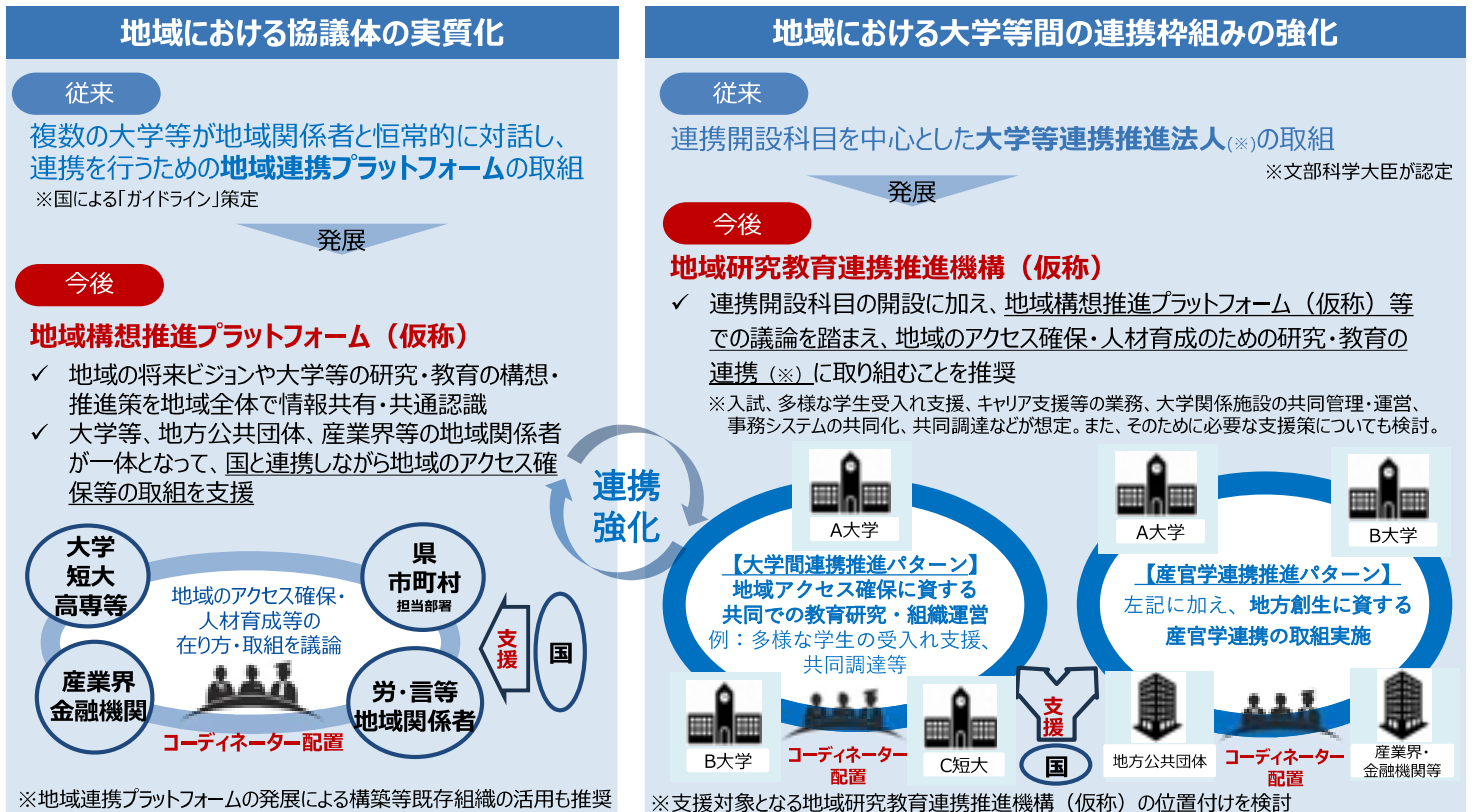 地域における協議体の実質化
従来
複数の大学等が地域関係者と恒常的に対話し、
連携を行うための地域連携プラットフォームの取組
※国による「ガイドライン」策定
発展
今後
地域構想推進プラットフォーム（仮称）
✓ 地域の将来ビジョンや大学等の研究・教育の構想・
推進策を地域全体で情報共有・共通認識
✓ 大学等、地方公共団体、産業界等の地域関係者
が一体となって、国と連携しながら地域のアクセス確
保等の取組を支援
大学
短大
高専等
県
市町村
担当部署
地域のアクセス確保・
人材育成等の
在り方・取組を議論
産業界
金融機関
労・言等
地域関係者
コーディネーター配置
支援
国
※地域連携プラットフォームの発展による構築等既存組織の活用も推奨
連携
強化
地域における大学等間の連携枠組みの強化
従来
連携開設科目を中心とした大学等連携推進法人(※)の取組
※文部科学大臣が認定
発展
今後
地域研究教育連携推進機構（仮称）
✓ 連携開設科目の開設に加え、地域構想推進プラットフォーム（仮称）等
での議論を踏まえ、地域のアクセス確保・人材育成のための研究・教育の
連携（※）に取り組むことを推奨
※入試、多様な学生受入れ支援、キャリア支援等の業務、大学関係施設の共同管理・運営、
事務システムの共同化、共同調達などが想定。また、そのために必要な支援策についても検討。
A大学
【大学間連携推進パターン】
地域アクセス確保に資する
共同での教育研究・組織運営
例：多様な学生の受入れ支援、
共同調達等
B大学
コーディネーター
配置
C短大
支援
国
A大学
B大学
【産官学連携推進パターン】
左記に加え、地方創生に資する
産官学連携の取組実施
地方公共団体
コーディネーター
配置
産業界・
金融機関等
※支援対象となる地域研究教育連携推進機構（仮称）の位置付けを検討